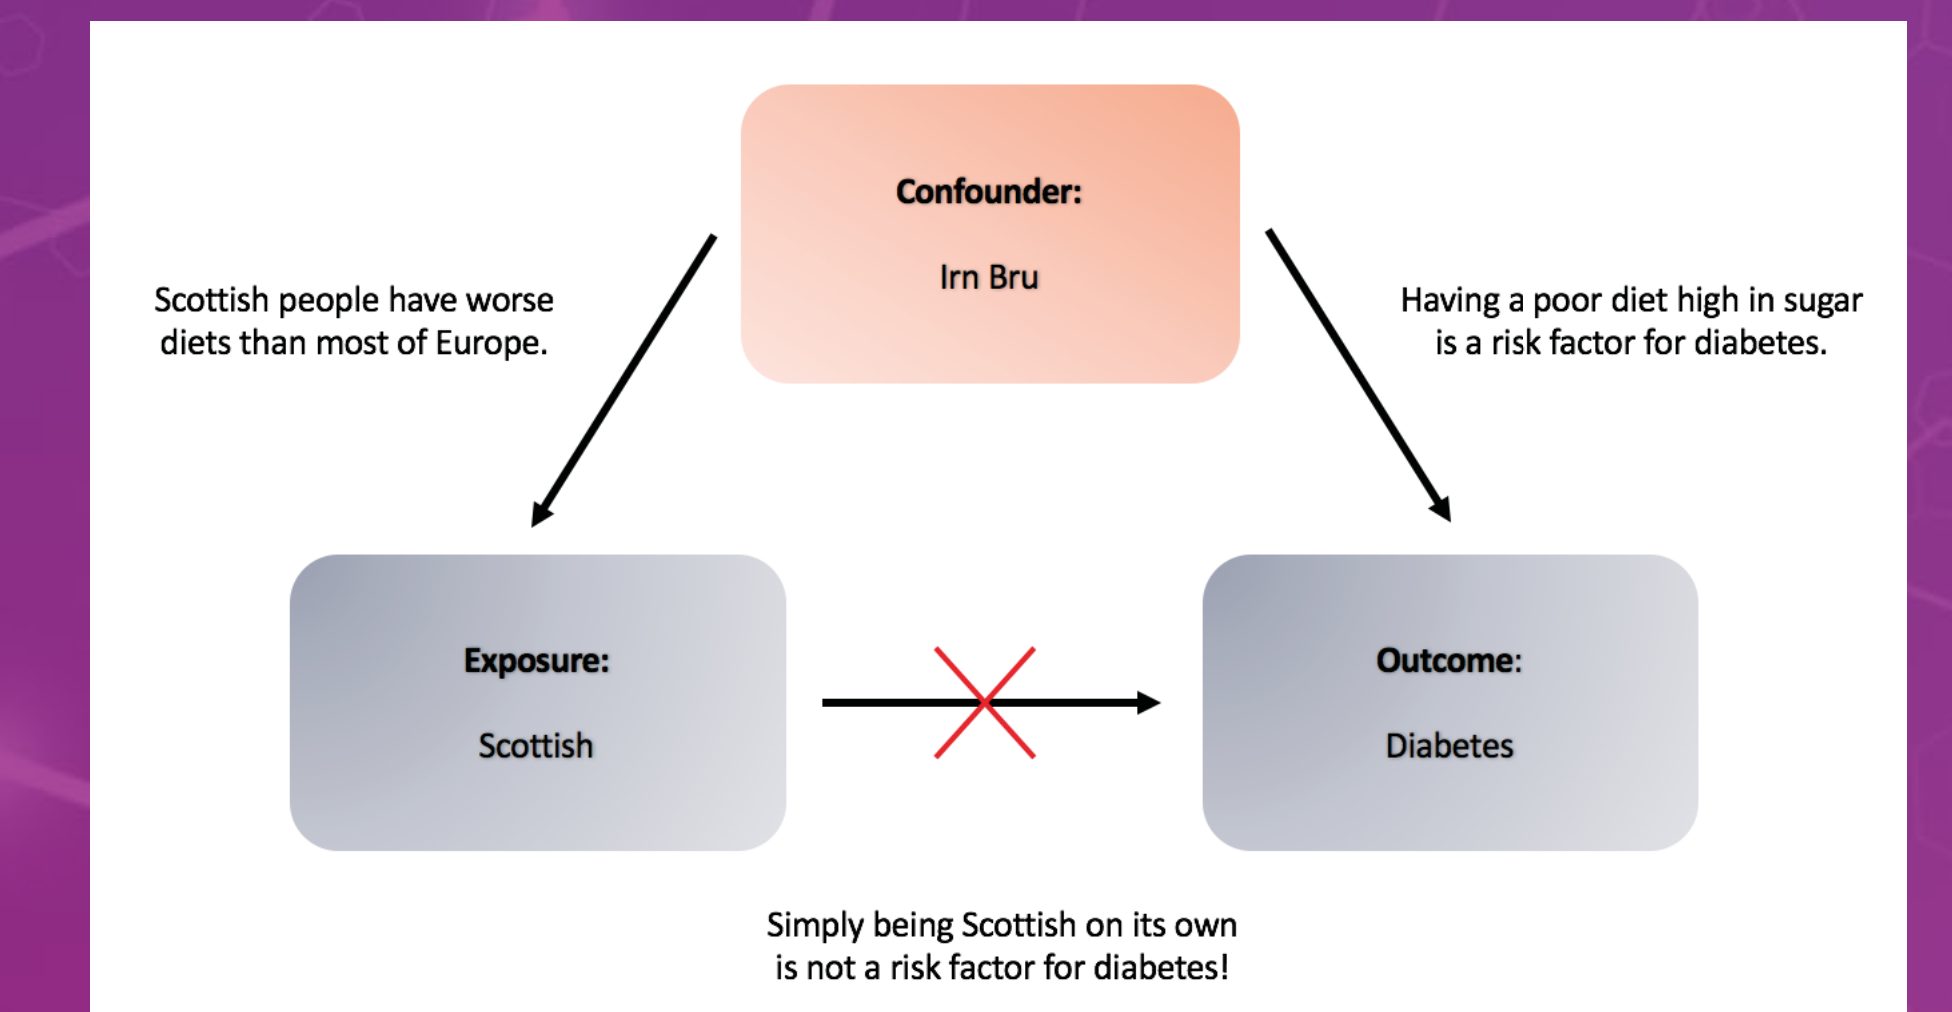 Confounder:
Irn Bru
Scottish people have worse
diets than most of Europe.
Having a poor diet high in sugar
is a risk factor for diabetes.
Exposure:
Scottish
Outcome:
Diabetes
Simply being Scottish on its own
is not a risk factor for diabetes!